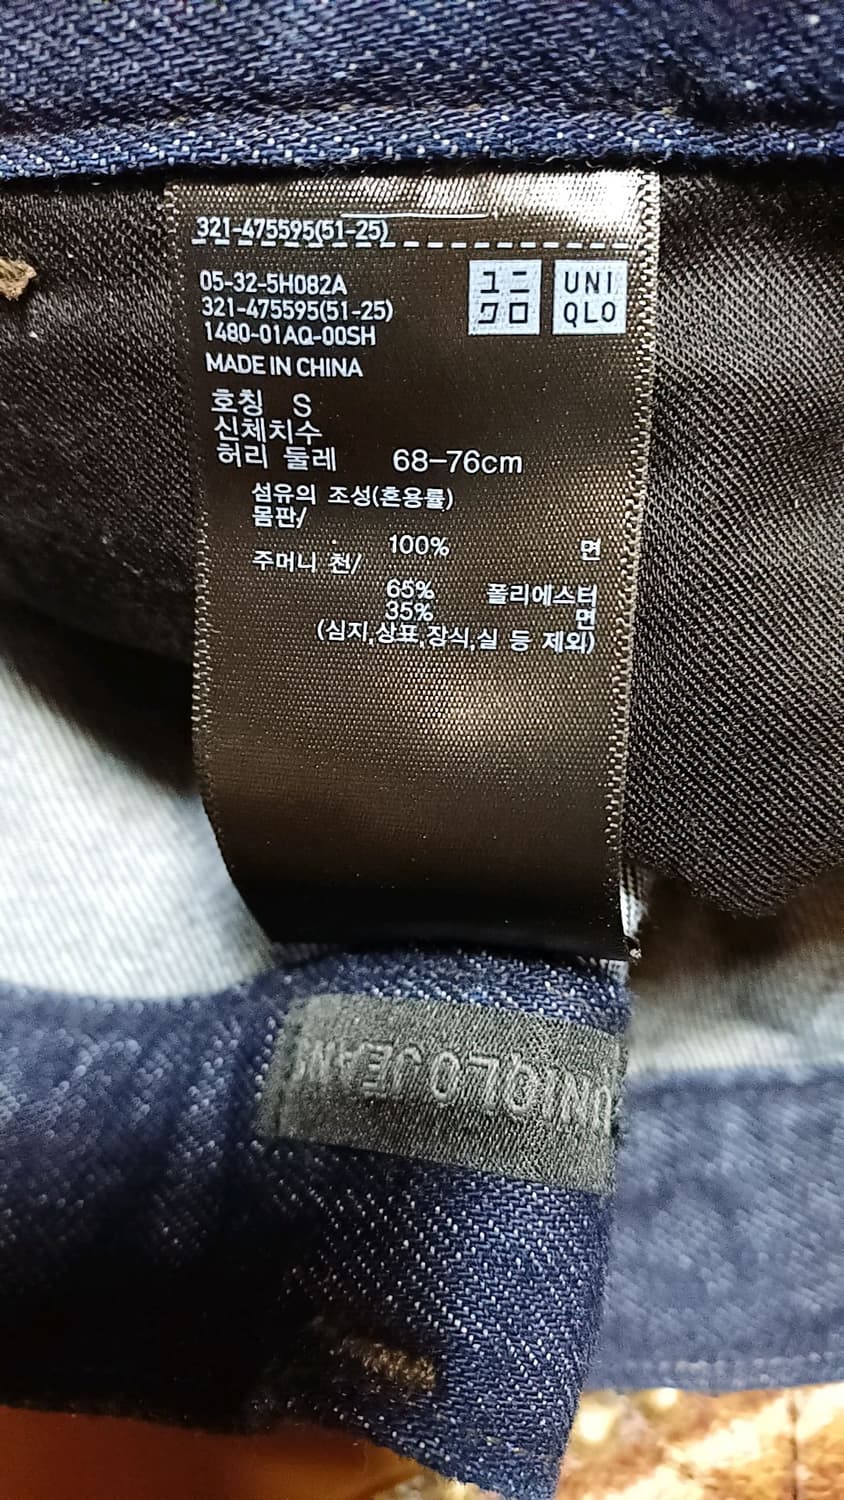 321-475595(51-25)
05-32-5H082A
321-475595(51-25)
1480-01AQ-00SH
MADE IN CHINA
ユニ
クロ
UNI
QLO
호칭 S
신체치수
허리 둘레 68-76cm
섬유의 조성(혼용률)
몸판/
100% 면
주머니 천/
65% 폴리에스터
35% 면
(심지,상표,장식,실 등 제외)
UNIQLO JEANS